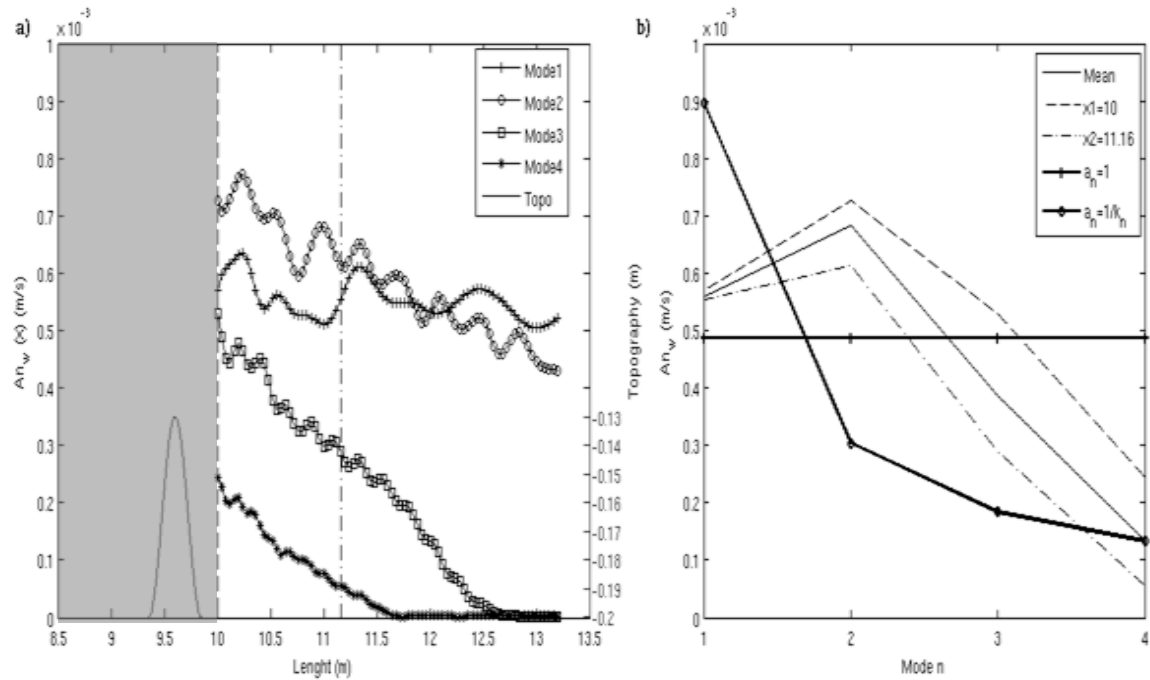 a)
×10⁻³
1
0.9
0.8
0.7
0.6
0.5
0.4
0.3
0.2
0.1
0
An_w (x) (m/s)
8.5 9 9.5 10 10.5 11 11.5 12 12.5 13 13.5
Lenght (m)
Mode1
Mode2
Mode3
Mode4
Topo
-0.13
-0.14
-0.15
-0.16
-0.17
-0.18
-0.19
-0.2
Topography (m)
b)
×10⁻³
1
0.9
0.8
0.7
0.6
0.5
0.4
0.3
0.2
0.1
0
An_w (m/s)
1 2 3 4
Mode n
Mean
x1=10
x2=11.16
a_n=1
a_n=1/k_n